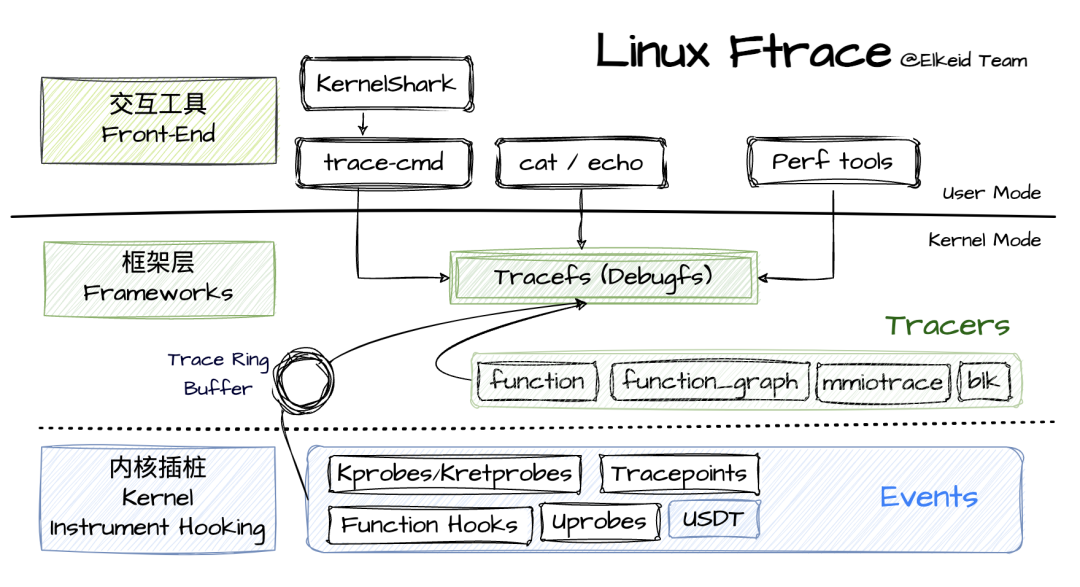 Linux Ftrace @Elkeid Team
KernelShark
交互工具
Front-End
trace-cmd
cat / echo
Perf tools
User Mode
Kernel Mode
框架层
Frameworks
Tracefs (Debugfs)
Tracers
Trace Ring
Buffer
function
function_graph
mmiotrace
blk
内核插桩
Kernel
Instrument Hooking
Kprobes/Kretprobes
Tracepoints
Events
Function Hooks
Uprobes
USDT